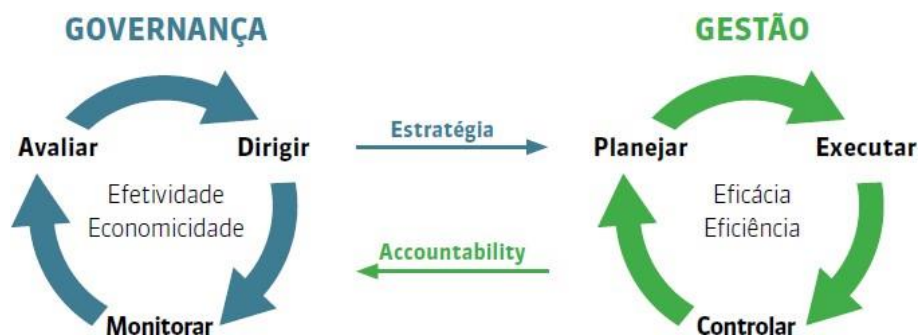 GOVERNANÇA
GESTÃO
Avaliar
Dirigir
Estratégia
Planejar
Executar
Efetividade
Economicidade
Eficácia
Eficiência
Accountability
Monitorar
Controlar